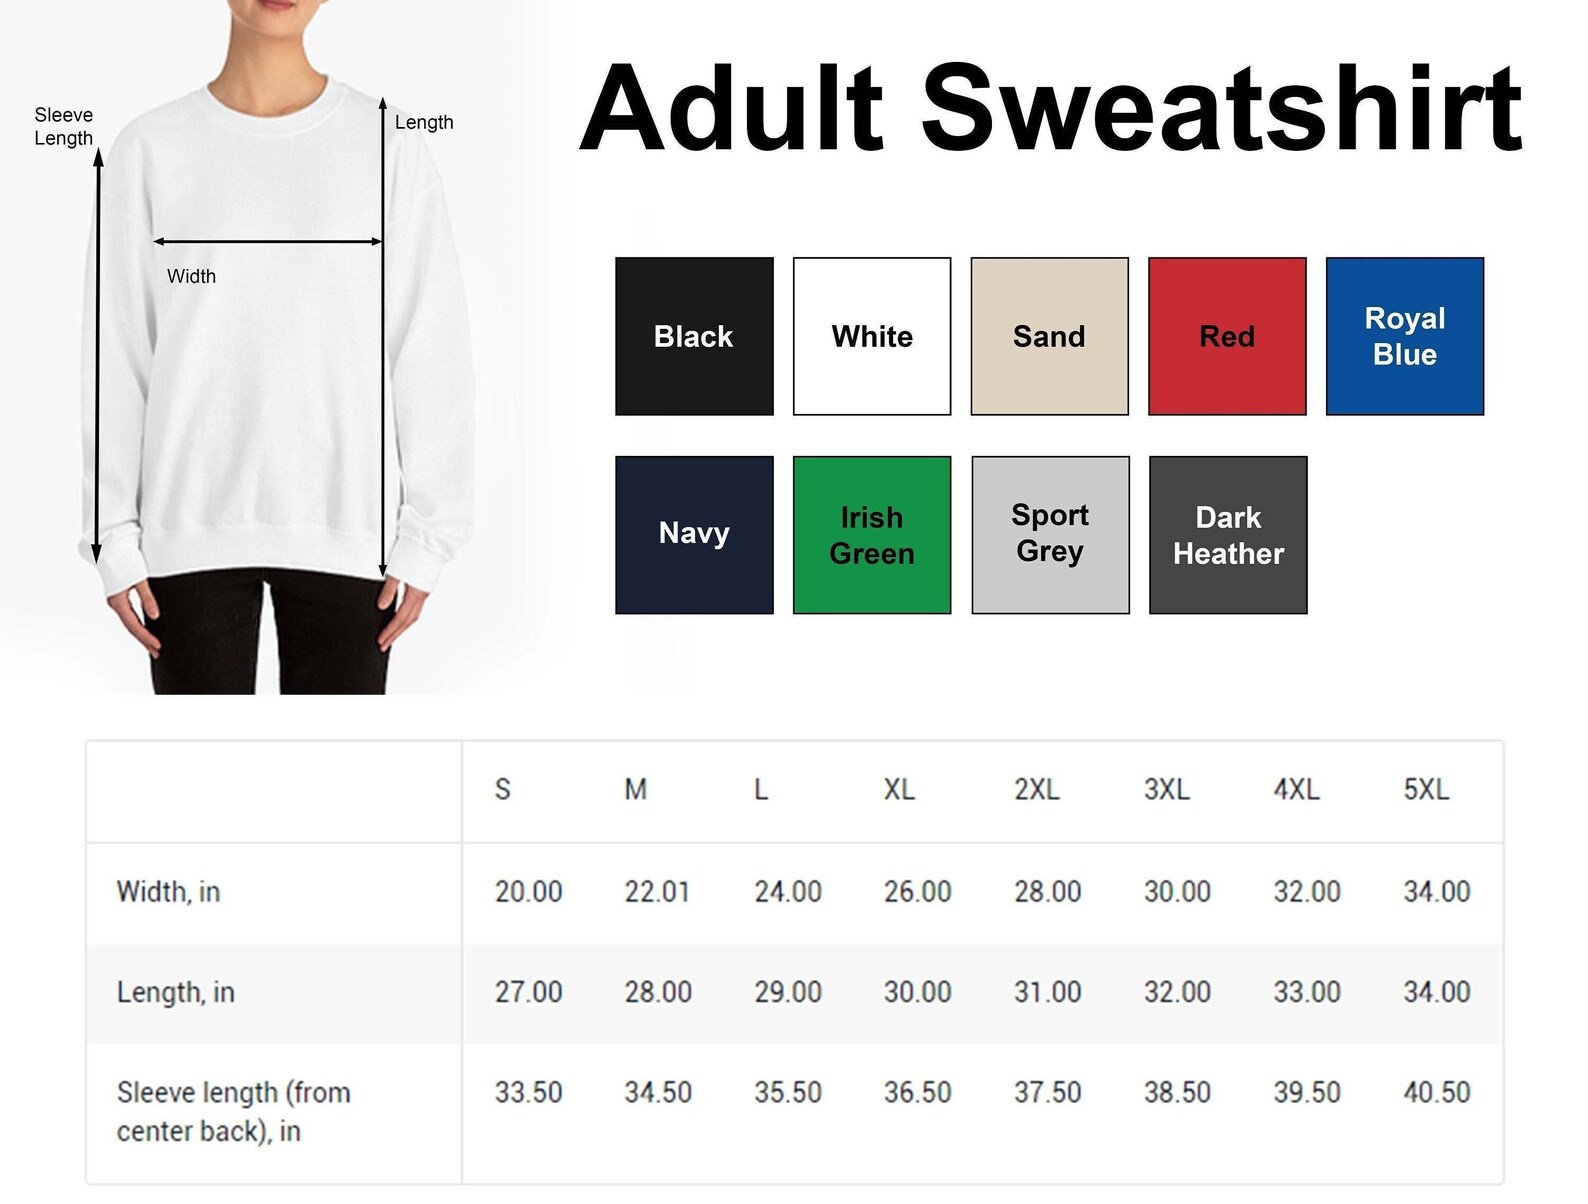 Adult Sweatshirt
Sleeve
Length
Length
Width
Black
White
Sand
Red
Royal
Blue
Navy
Irish
Green
Sport
Grey
Dark
Heather
S M L XL 2XL 3XL 4XL 5XL
Width, in 20.00 22.01 24.00 26.00 28.00 30.00 32.00 34.00
Length, in 27.00 28.00 29.00 30.00 31.00 32.00 33.00 34.00
Sleeve length (from 33.50 34.50 35.50 36.50 37.50 38.50 39.50 40.50
center back), in